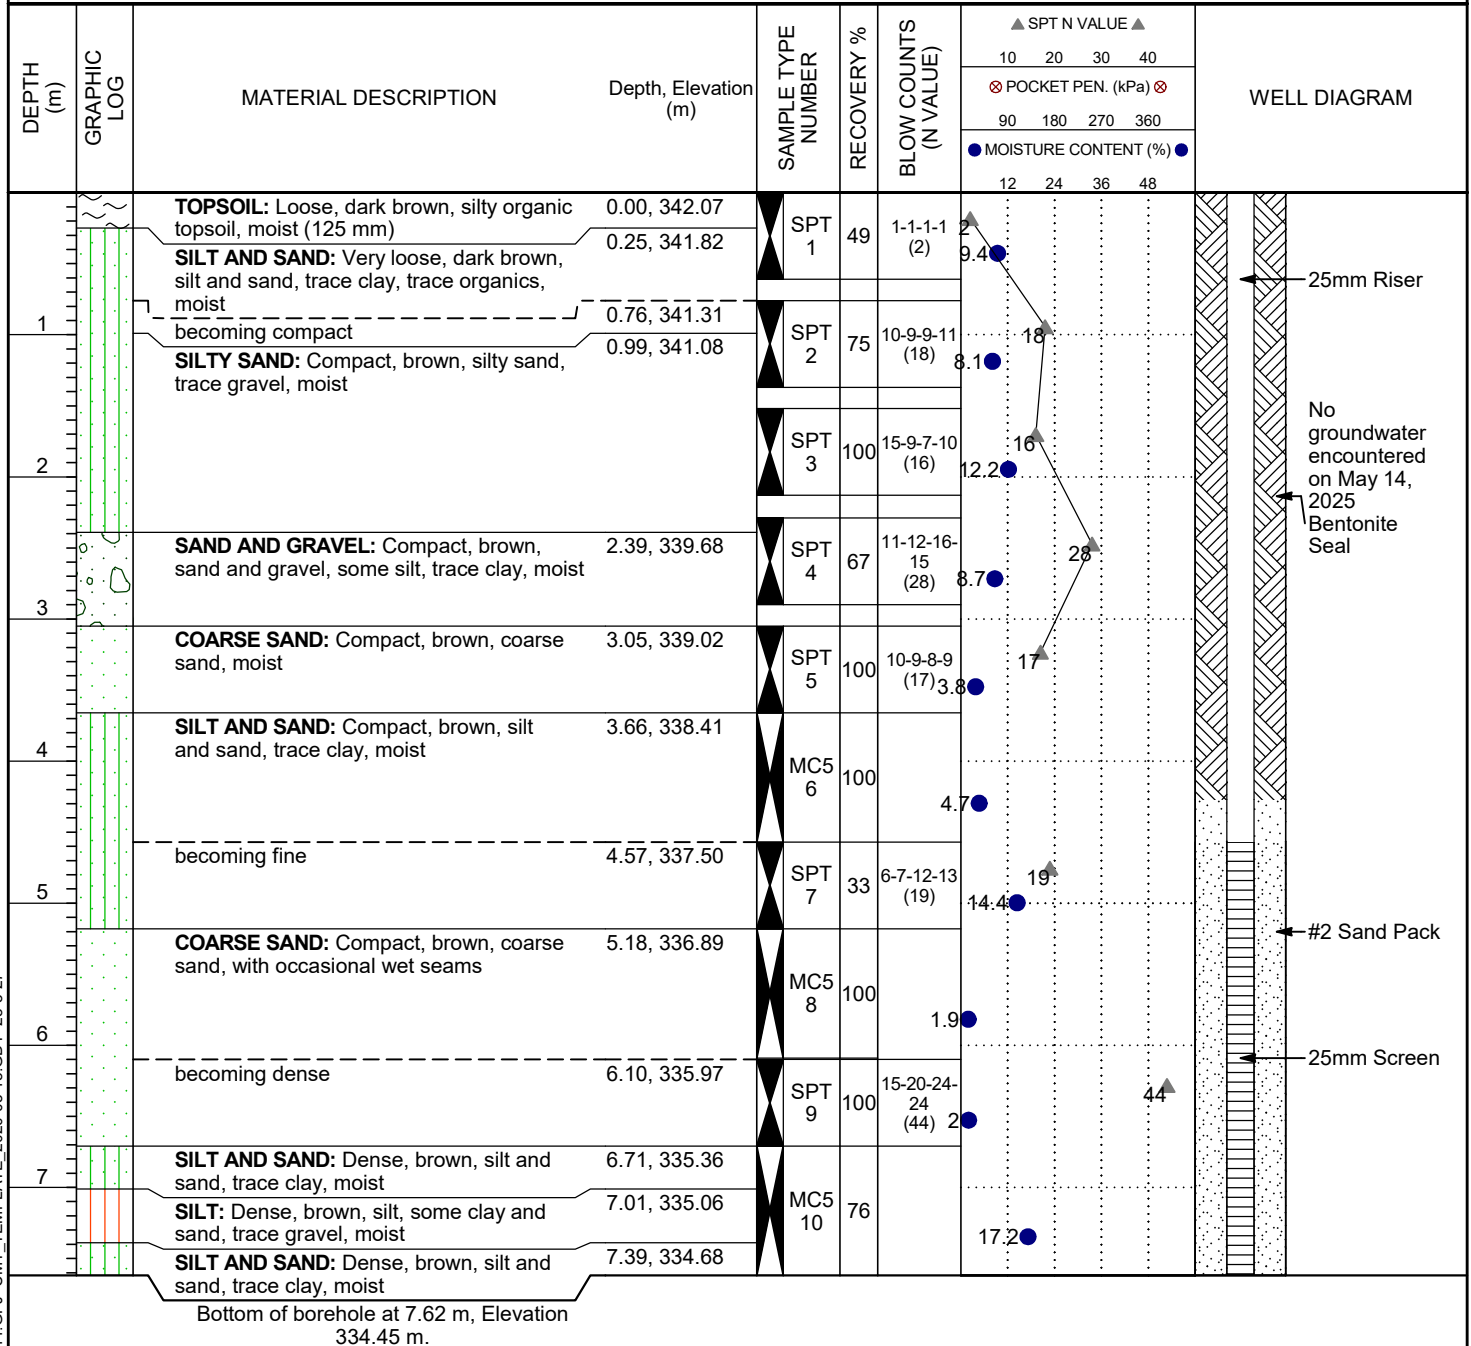 DEPTH
(m)
GRAPHIC
LOG
MATERIAL DESCRIPTION
Depth, Elevation
(m)
SAMPLE TYPE
NUMBER
RECOVERY %
BLOW COUNTS
(N VALUE)
SPT N VALUE
10 20 30 40
POCKET PEN. (kPa)
90 180 270 360
MOISTURE CONTENT (%)
12 24 36 48
WELL DIAGRAM
TOPSOIL: Loose, dark brown, silty organic
topsoil, moist (125 mm)
0.00, 342.07
0.25, 341.82
SILT AND SAND: Very loose, dark brown,
silt and sand, trace clay, trace organics,
moist
0.76, 341.31
becoming compact
0.99, 341.08
SILTY SAND: Compact, brown, silty sand,
trace gravel, moist
SAND AND GRAVEL: Compact, brown,
sand and gravel, some silt, trace clay, moist
2.39, 339.68
COARSE SAND: Compact, brown, coarse
sand, moist
3.05, 339.02
SILT AND SAND: Compact, brown, silt
and sand, trace clay, moist
3.66, 338.41
becoming fine
4.57, 337.50
COARSE SAND: Compact, brown, coarse
sand, with occasional wet seams
5.18, 336.89
becoming dense
6.10, 335.97
SILT AND SAND: Dense, brown, silt and
sand, trace clay, moist
6.71, 335.36
SILT: Dense, brown, silt, some clay and
sand, trace gravel, moist
7.01, 335.06
SILT AND SAND: Dense, brown, silt and
sand, trace clay, moist
7.39, 334.68
Bottom of borehole at 7.62 m, Elevation
334.45 m.
1
2
3
4
5
6
7
SPT
1
49
1-1-1-1
(2)
2
9.4
SPT
2
75
10-9-9-11
(18)
18
8.1
SPT
3
100
15-9-7-10
(16)
16
12.2
SPT
4
67
11-12-16-
15
(28)
28
8.7
SPT
5
100
10-9-8-9
(17)
17
3.8
MC5
6
100
4.7
SPT
7
33
6-7-12-13
(19)
19
14.4
MC5
8
100
1.9
SPT
9
100
15-20-24-
24
(44)
44
2
MC5
10
76
17.2
25mm Riser
No
groundwater
encountered
on May 14,
2025
Bentonite
Seal
#2 Sand Pack
25mm Screen